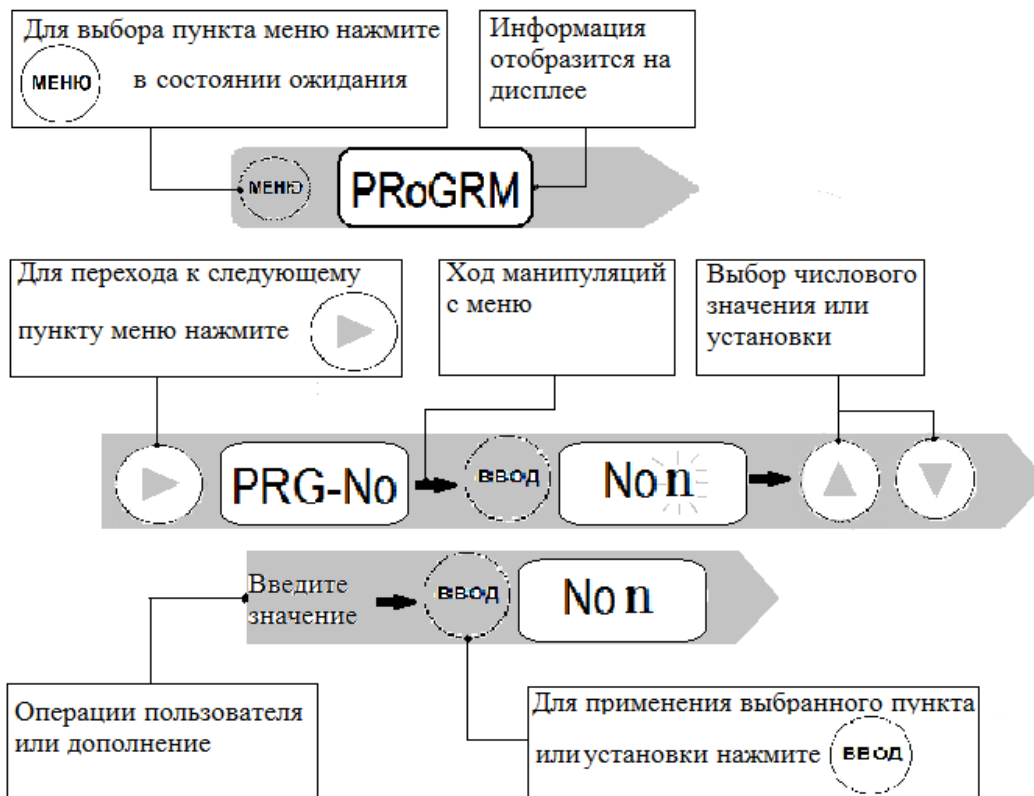 Для выбора пункта меню нажмите
МЕНЮ в состоянии ожидания
Информация
отобразится на
дисплее
МЕНЮ PRoGRM
Для перехода к следующему
пункту меню нажмите
Ход манипуляций
с меню
Выбор числового
значения или
установки
PRG-No ВВОД Non
Введите
значение
ВВОД Non
Операции пользователя
или дополнение
Для применения выбранного пункта
или установки нажмите ВВОД